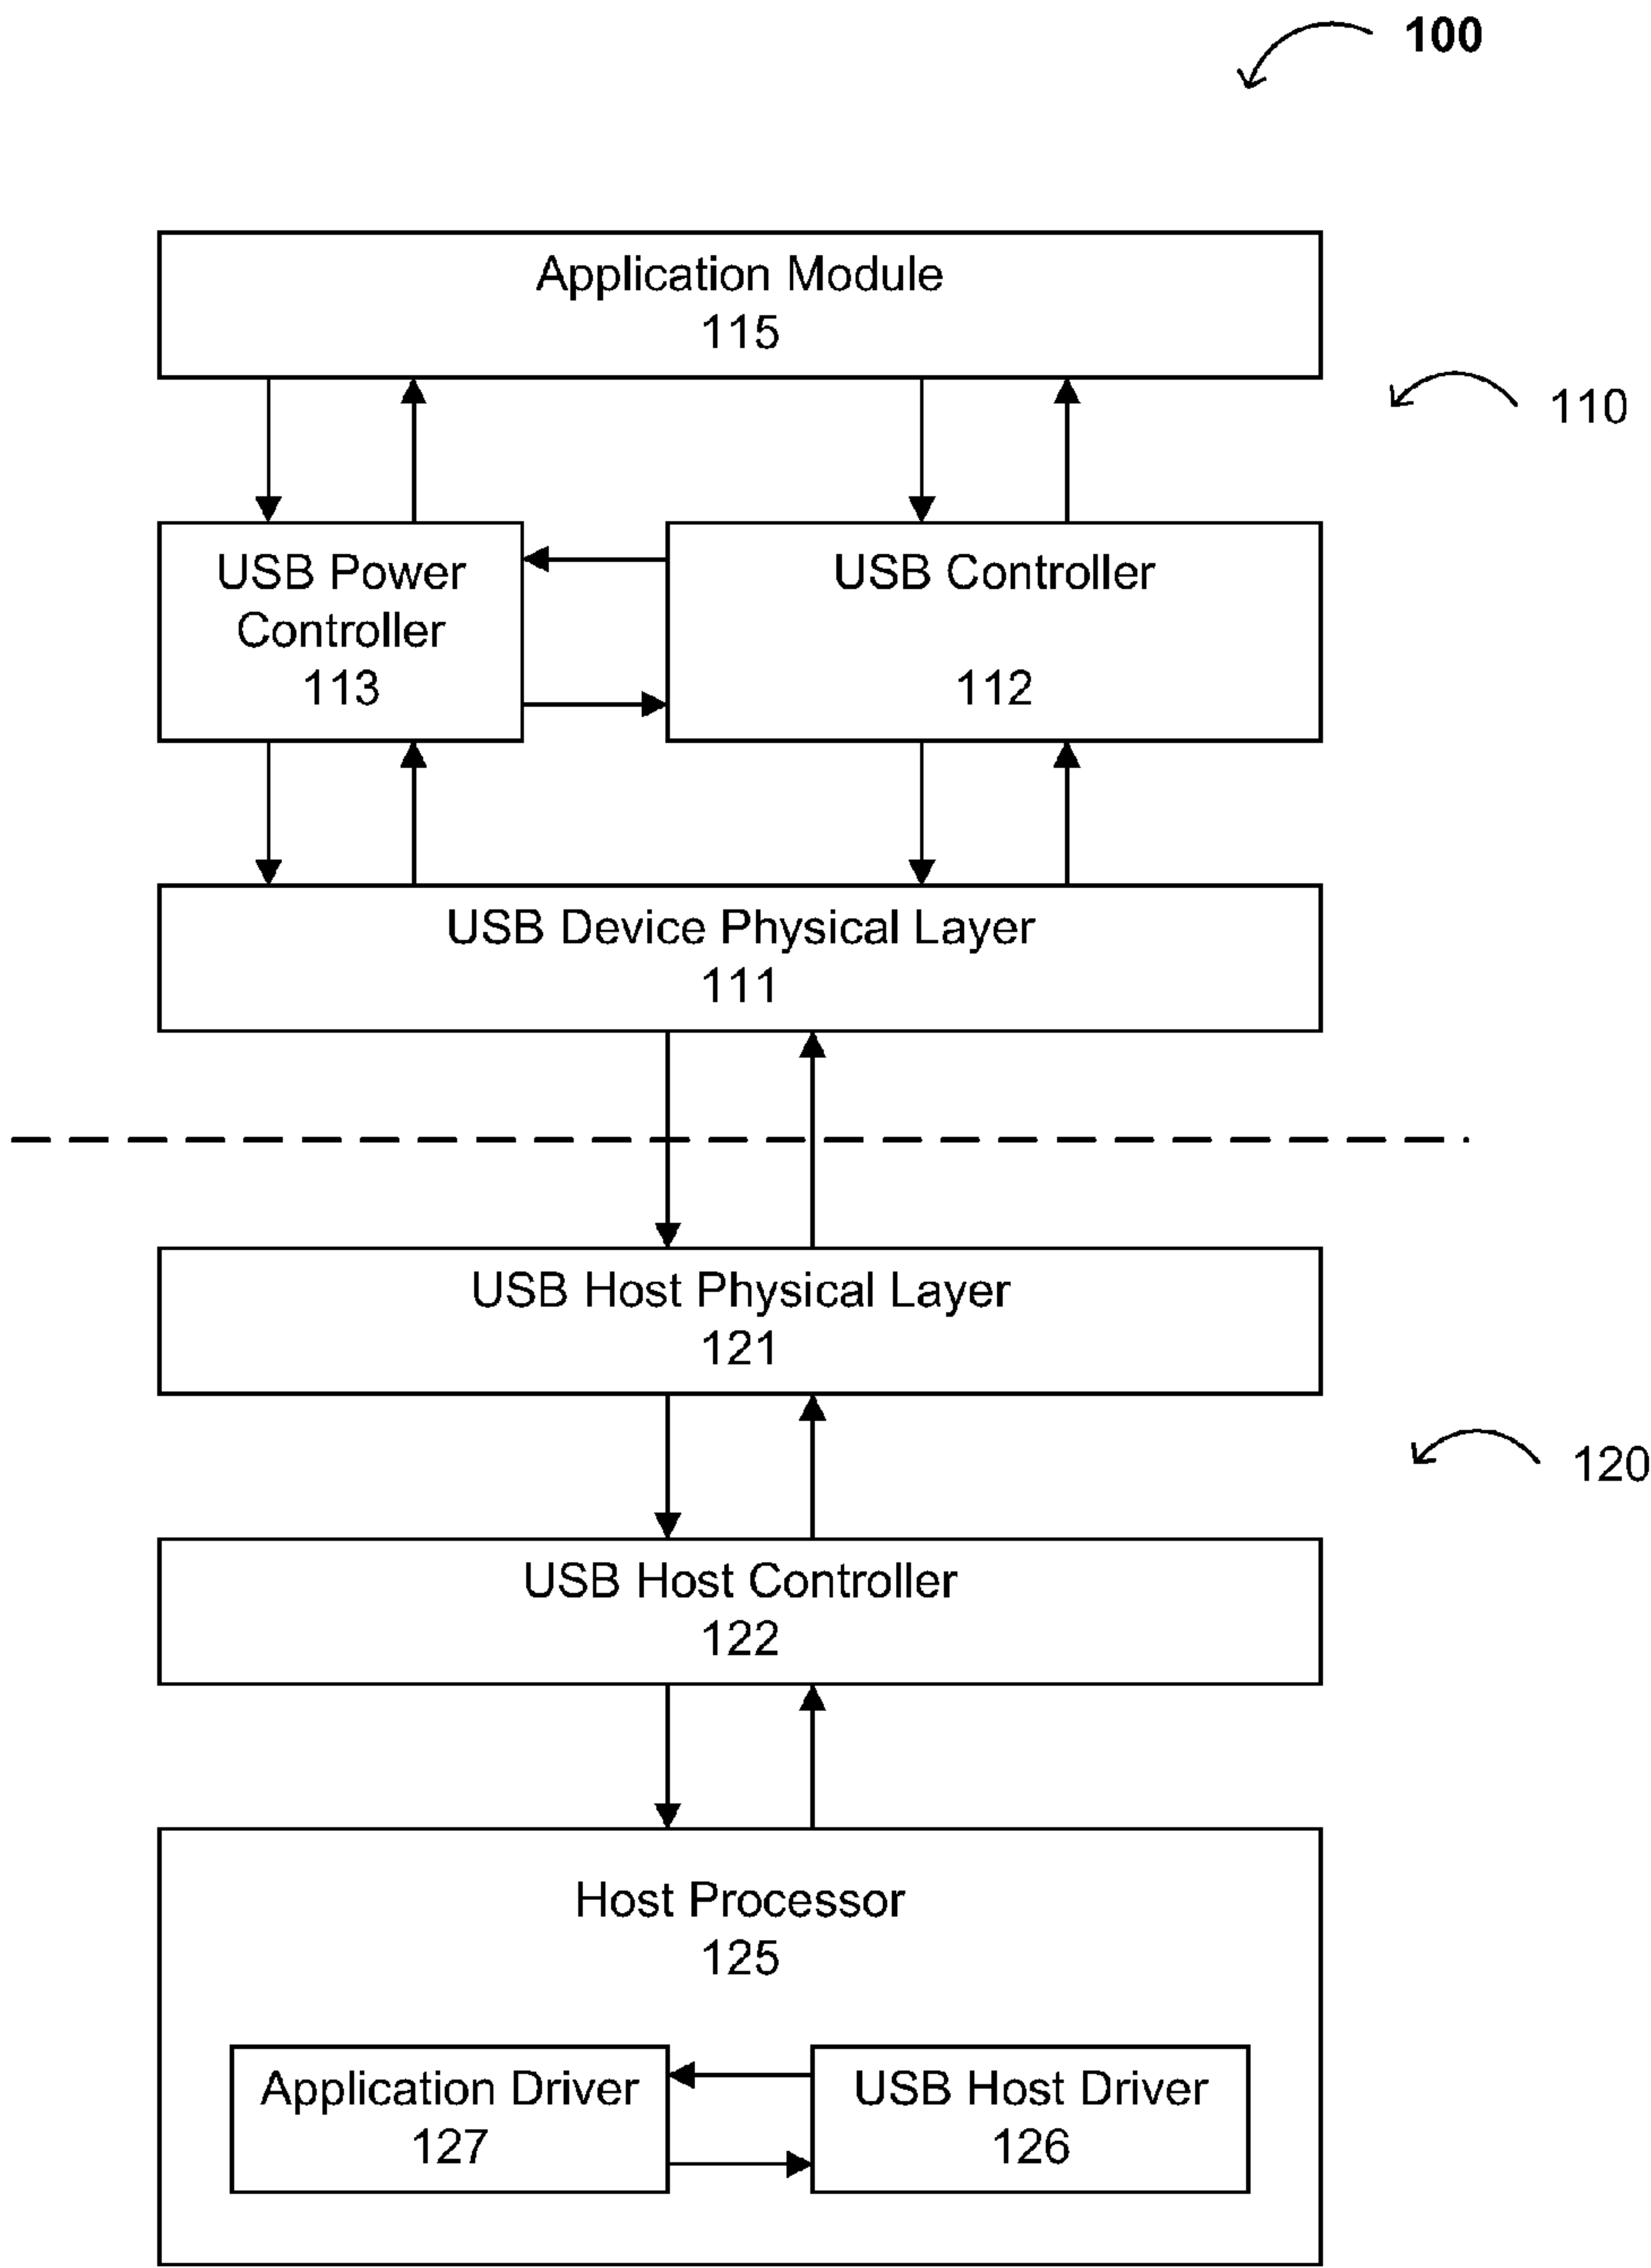 100
Application Module
115
110
USB Power
Controller
113
USB Controller
112
USB Device Physical Layer
111
USB Host Physical Layer
121
120
USB Host Controller
122
Host Processor
125
Application Driver
127
USB Host Driver
126